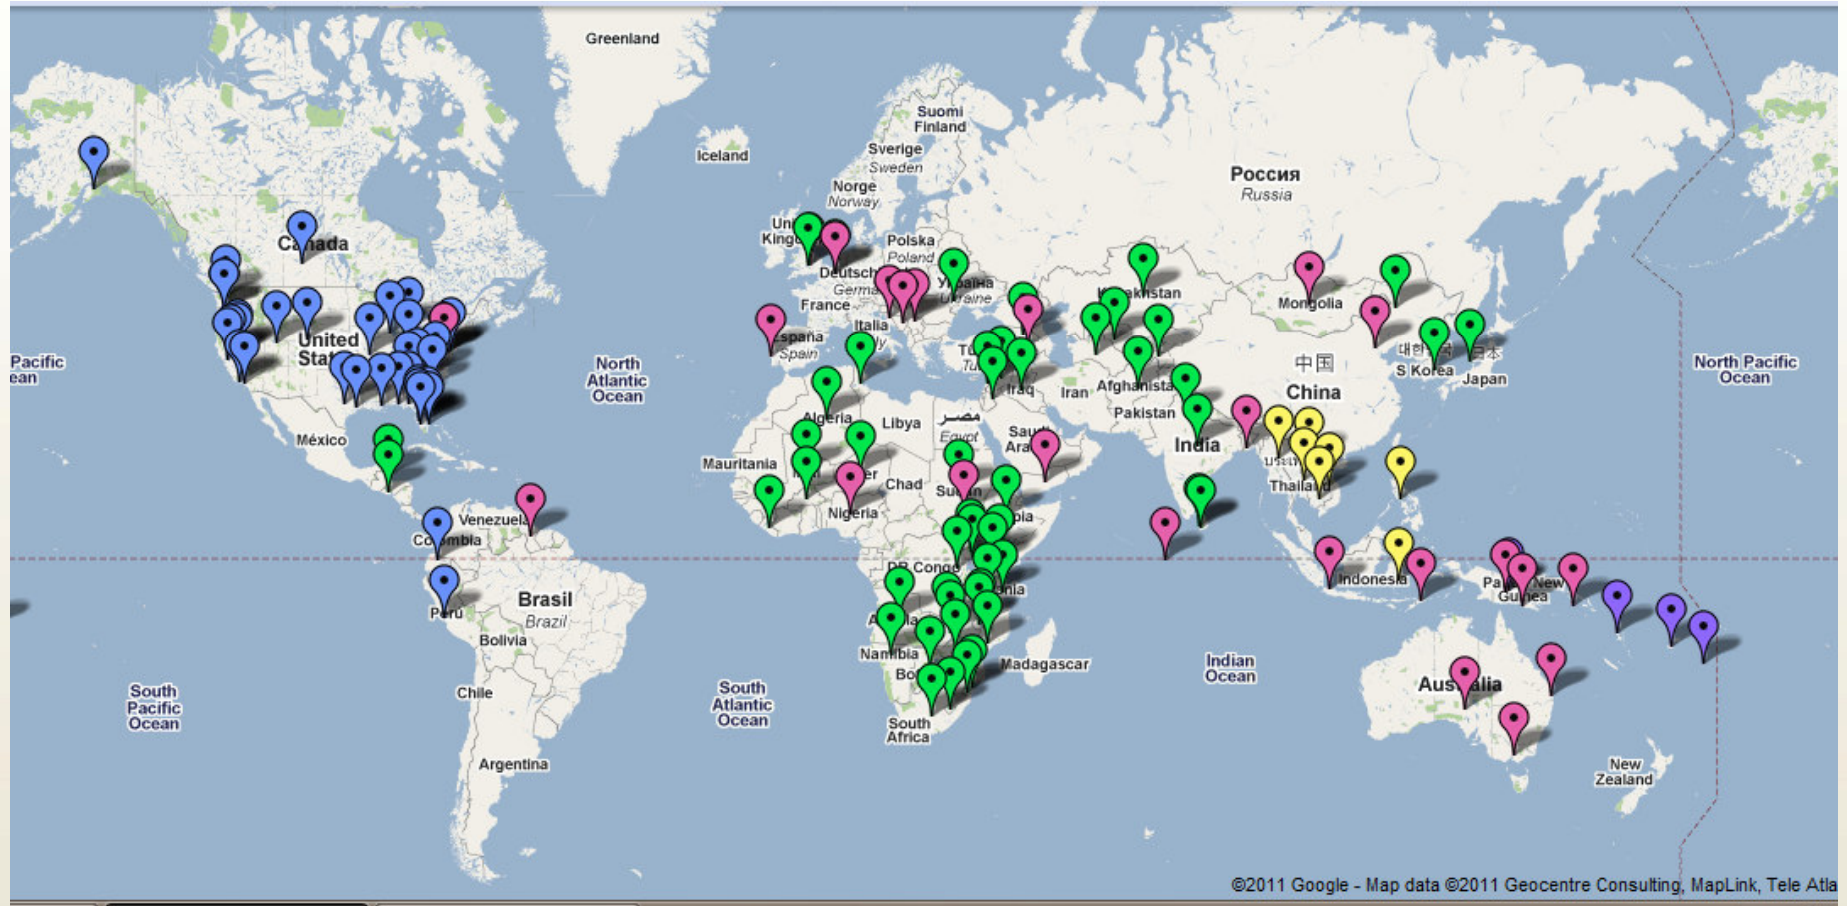 Greenland
Iceland
Suomi
Finland
Sverige
Sweden
Norge
Norway
Россия
Russia
Polska
Poland
France
Italia
Spain
Canada
United
Mongolia
中国
China
S Korea
Japan
Pacific
North
Atlantic
Ocean
North Pacific
Ocean
Iraq
Iran
Pakistan
India
México
Algeria
Libya
مصر
Egypt
Mauritania
Chad
Nigeria
Thailand
Venezuela
Colombia
DR Congo
Indonesia
Guinea
Peru
Brasil
Brazil
Bolivia
Namibia
Madagascar
Indian
Ocean
Australia
Chile
South
Pacific
Ocean
South
Atlantic
Ocean
South
Africa
Argentina
New
Zealand
©2011 Google - Map data ©2011 Geocentre Consulting, MapLink, Tele Atla